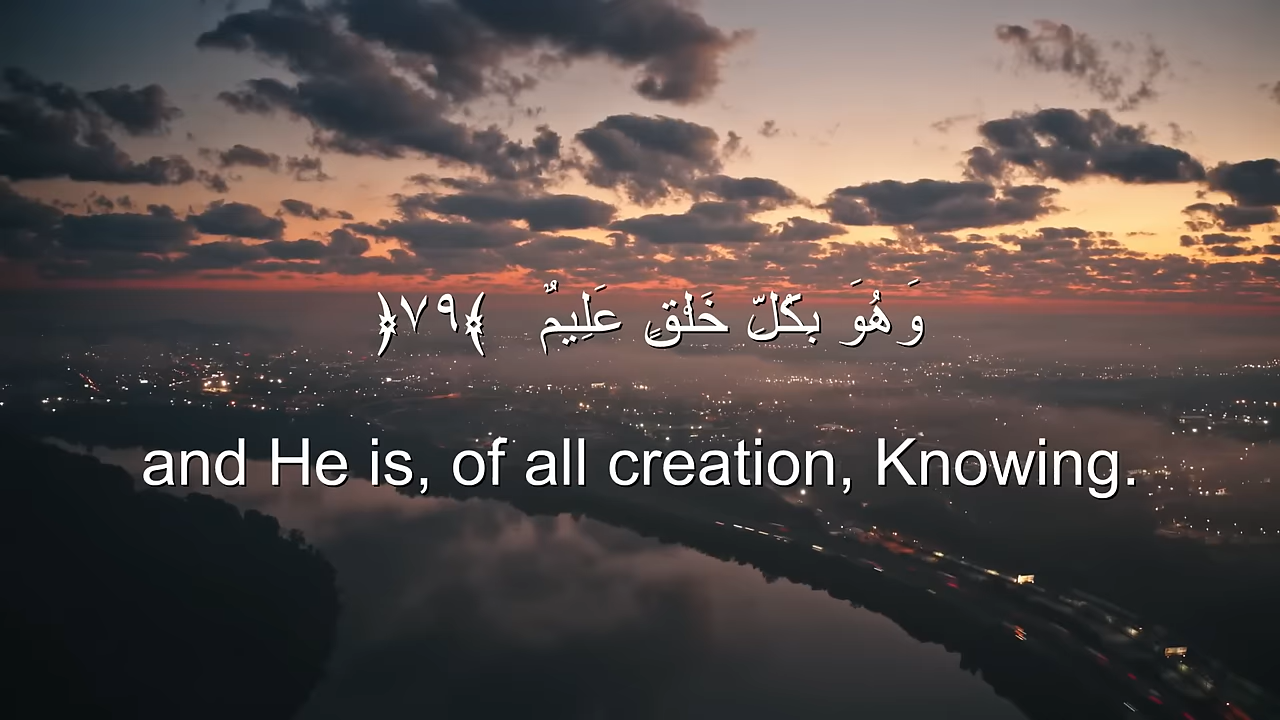 وَهُوَ بِكُلِّ خَلْقٍ عَلِيمٌ ﴿٧٩﴾
and He is, of all creation, Knowing.